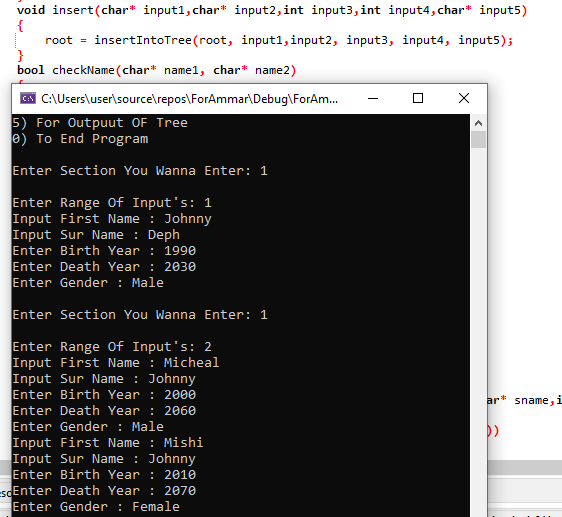 void insert(char* input1,char* input2,int input3,int input4,char* input5)
{
root = insertIntoTree(root, input1,input2, input3, input4, input5);
}
bool checkName(char* name1, char* name2)
C:\Users\user\source\repos\ForAmmar\Debug\ForAm...
5) For Outpuut OF Tree
0) To End Program
Enter Section You Wanna Enter: 1
Enter Range Of Input's: 1
Input First Name : Johnny
Input Sur Name : Deph
Enter Birth Year : 1990
Enter Death Year : 2030
Enter Gender : Male
Enter Section You Wanna Enter: 1
Enter Range Of Input's: 2
Input First Name : Micheal
Input Sur Name : Johnny
Enter Birth Year : 2000
ar* sname,i
Enter Death Year : 2060
Enter Gender : Male
))
Input First Name : Mishi
Input Sur Name : Johnny
Enter Birth Year : 2010
Enter Death Year : 2070
Enter Gender : Female